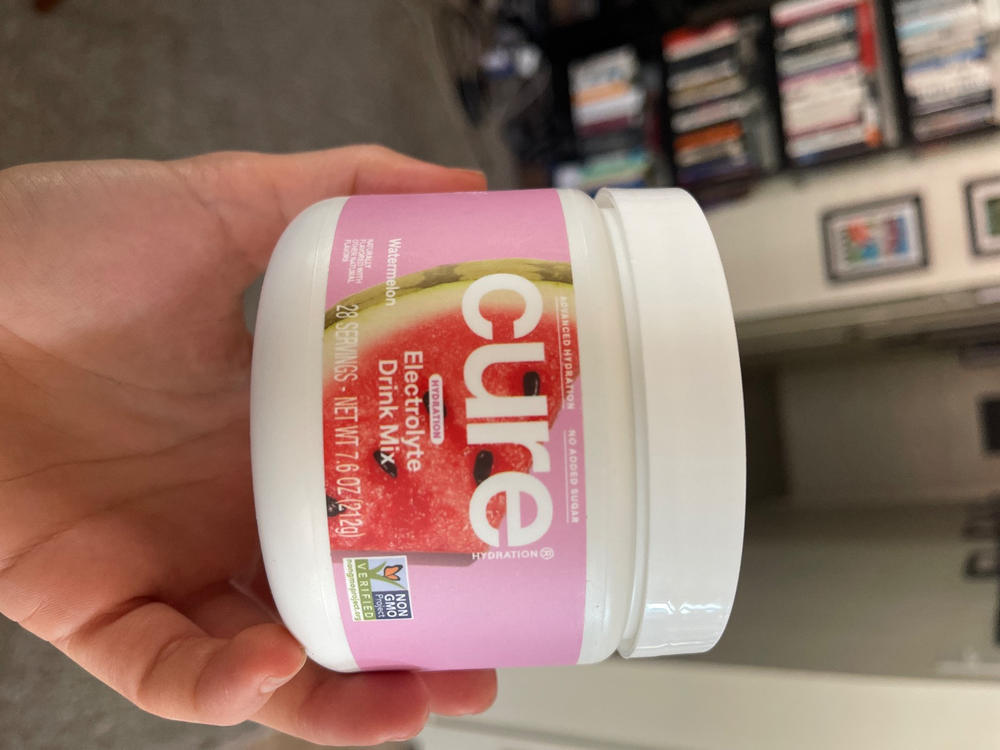 ADVANCED HYDRATION NO ADDED SUGAR
cure®
HYDRATION
HYDRATION
Electrolyte
Drink Mix
Watermelon
NATURALLY
FLAVORED WITH
OTHER NATURAL
FLAVORS
28 SERVINGS • NET WT 7.6 OZ (212g)
NON
GMO
Project
VERIFIED
nongmoproject.org